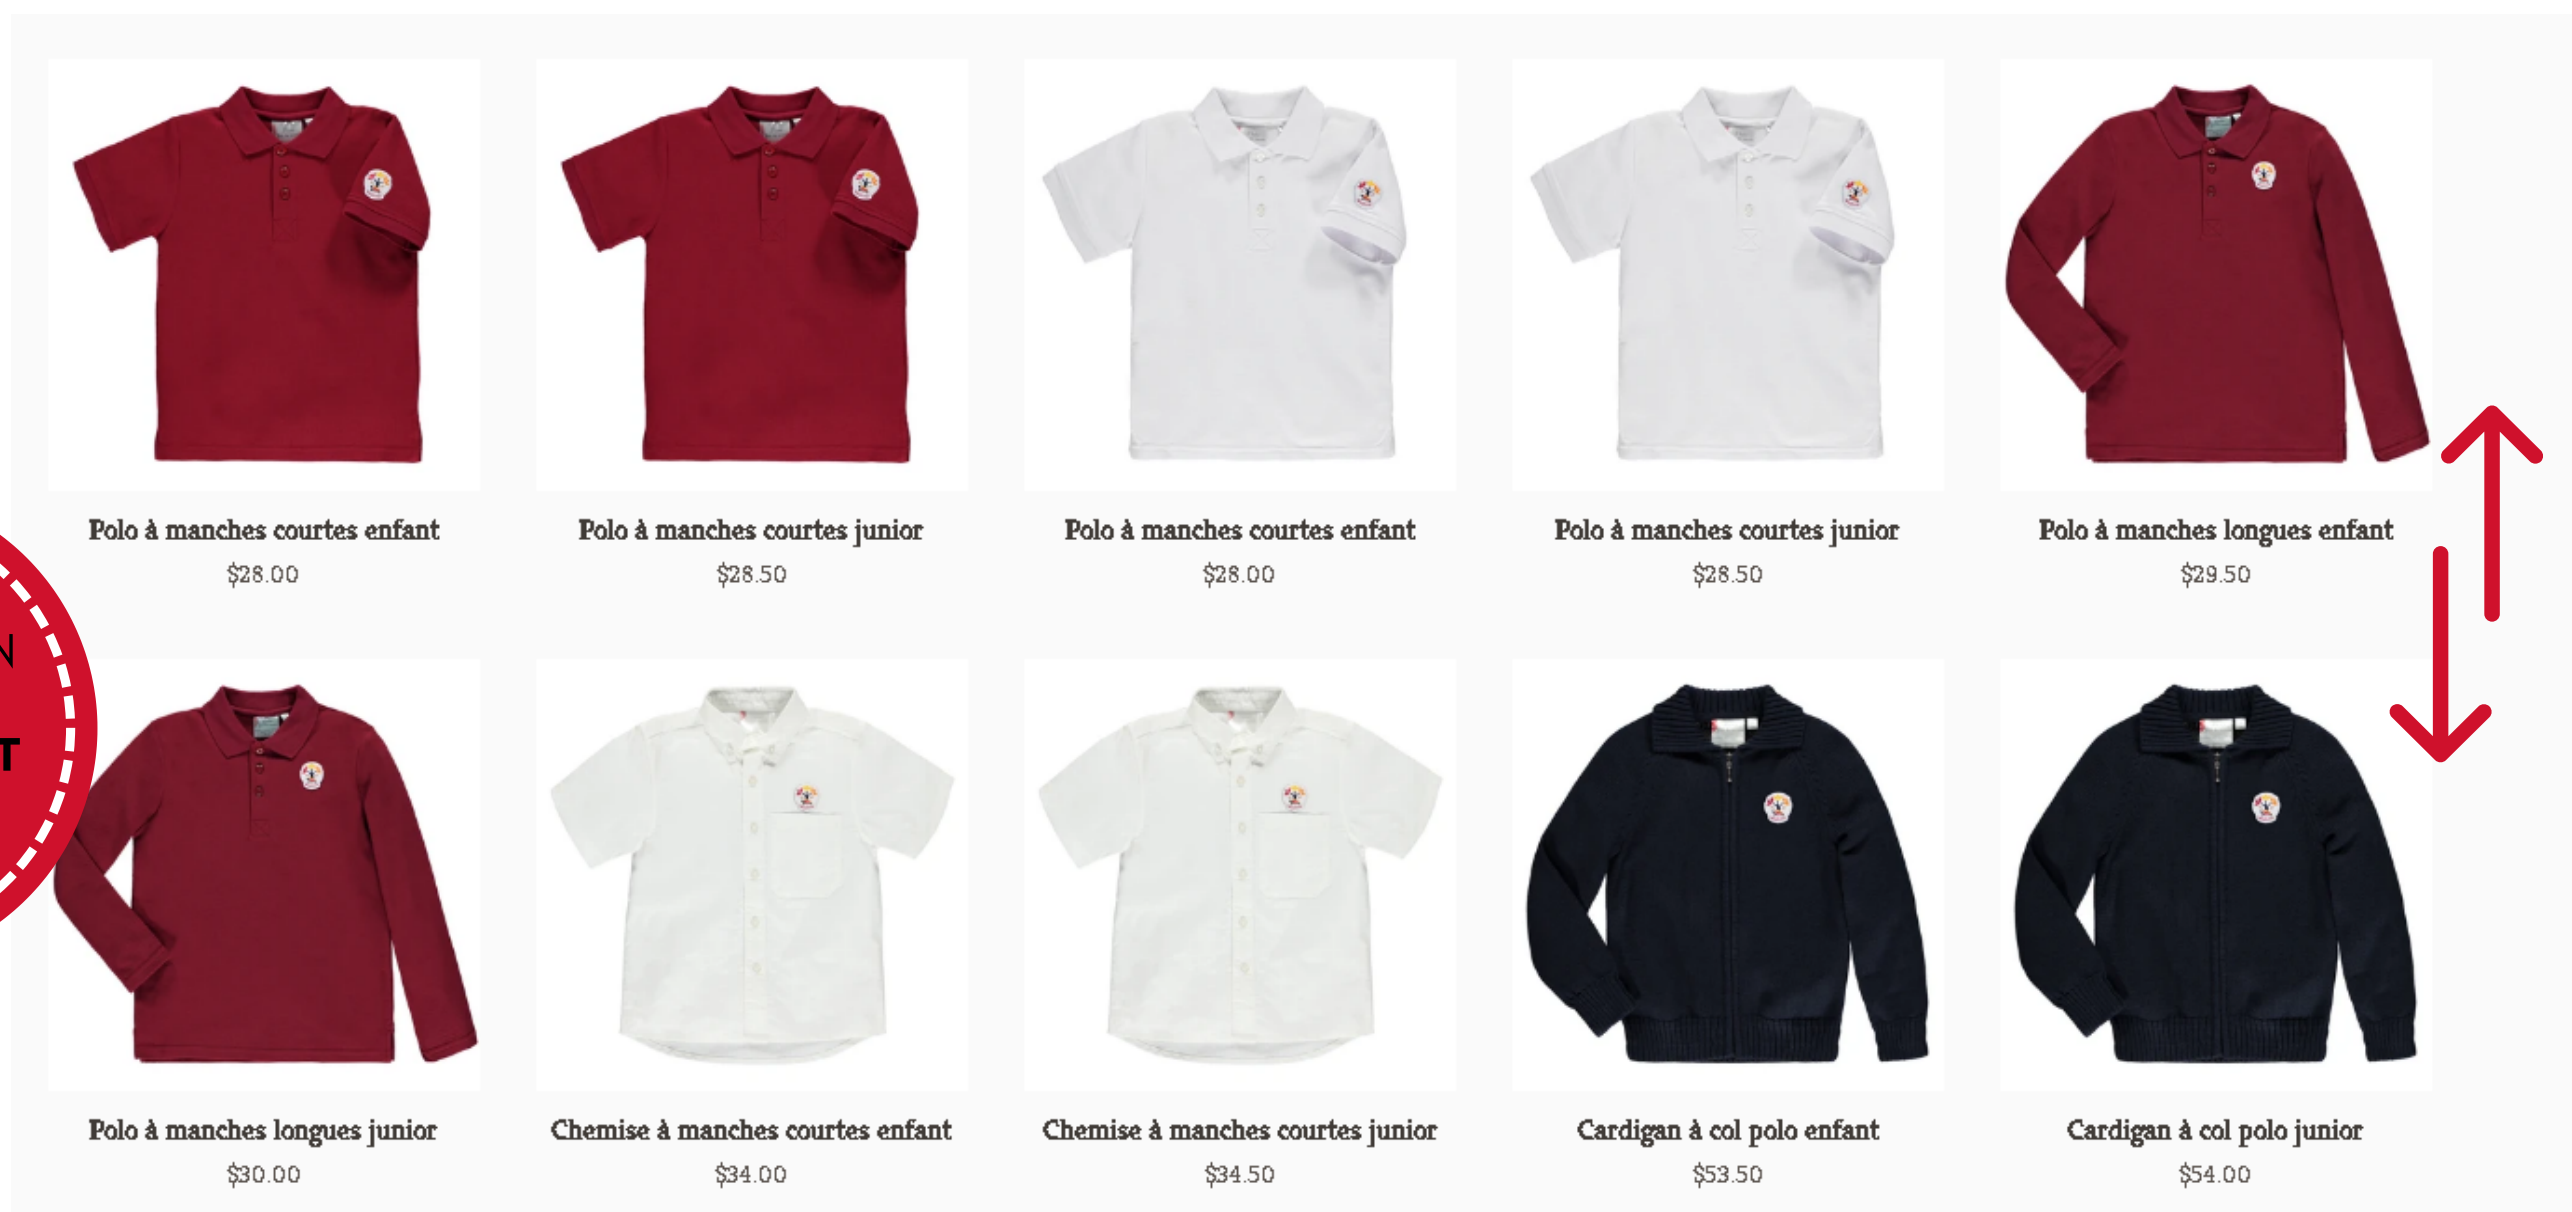 Polo à manches courtes enfant
$28.00
Polo à manches courtes junior
$28.50
Polo à manches courtes enfant
$28.00
Polo à manches courtes junior
$28.50
Polo à manches longues enfant
$29.50
N
T
Polo à manches longues junior
$30.00
Chemise à manches courtes enfant
$34.00
Chemise à manches courtes junior
$34.50
Cardigan à col polo enfant
$53.50
Cardigan à col polo junior
$54.00